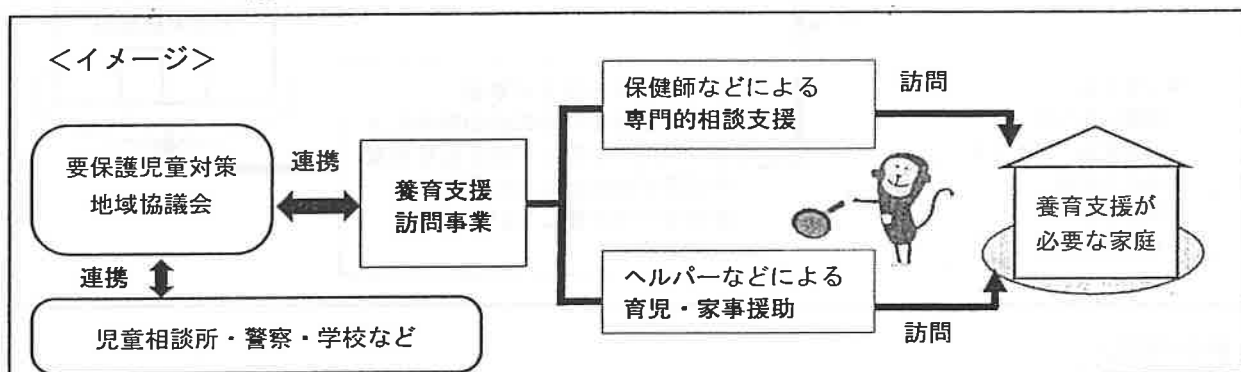 ＜イメージ＞
要保護児童対策
地域協議会
連携
養育支援
訪問事業
保健師などによる
専門的相談支援
訪問
ヘルパーなどによる
育児・家事援助
訪問
養育支援が
必要な家庭
連携
児童相談所・警察・学校など